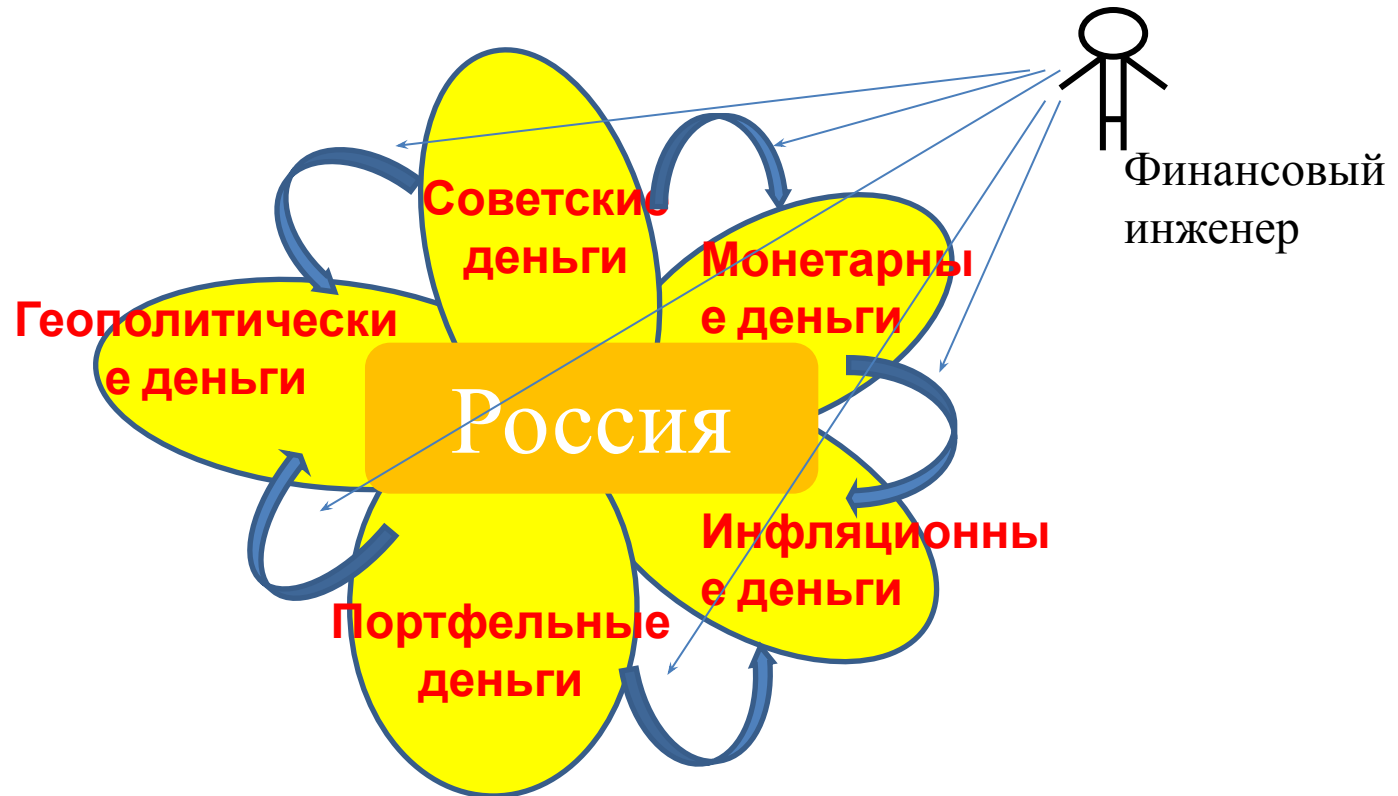 Финансовый
инженер
Советские
деньги
Монетарны
е деньги
Геополитически
е деньги
Россия
Инфляционны
е деньги
Портфельные
деньги